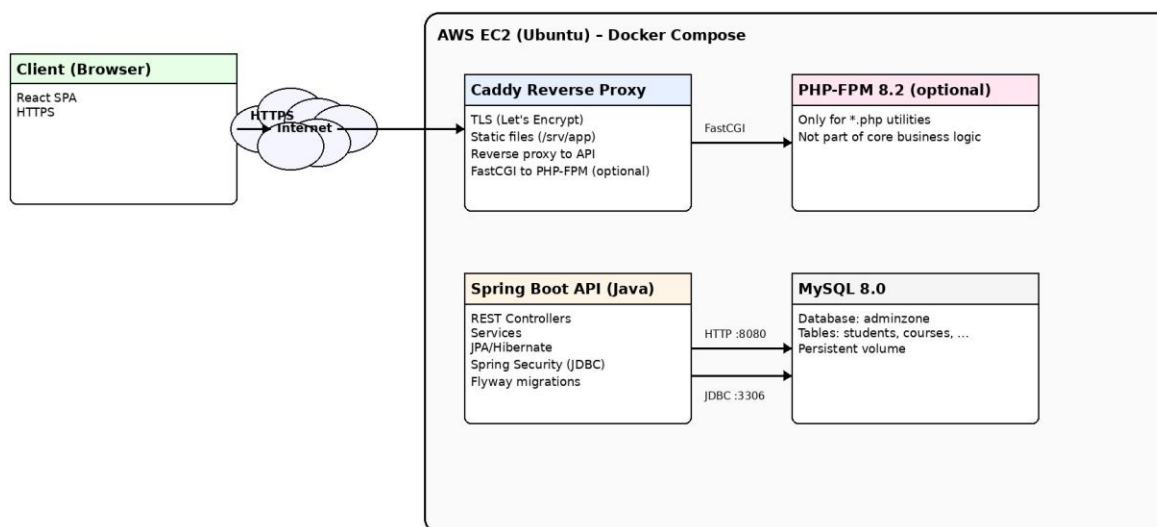 AWS EC2 (Ubuntu) – Docker Compose
Client (Browser)
React SPA
HTTPS
HTTPS
Internet
Caddy Reverse Proxy
TLS (Let's Encrypt)
Static files (/srv/app)
Reverse proxy to API
FastCGI to PHP-FPM (optional)
FastCGI
PHP-FPM 8.2 (optional)
Only for *.php utilities
Not part of core business logic
Spring Boot API (Java)
REST Controllers
Services
JPA/Hibernate
Spring Security (JDBC)
Flyway migrations
HTTP :8080
JDBC :3306
MySQL 8.0
Database: adminzone
Tables: students, courses, ...
Persistent volume